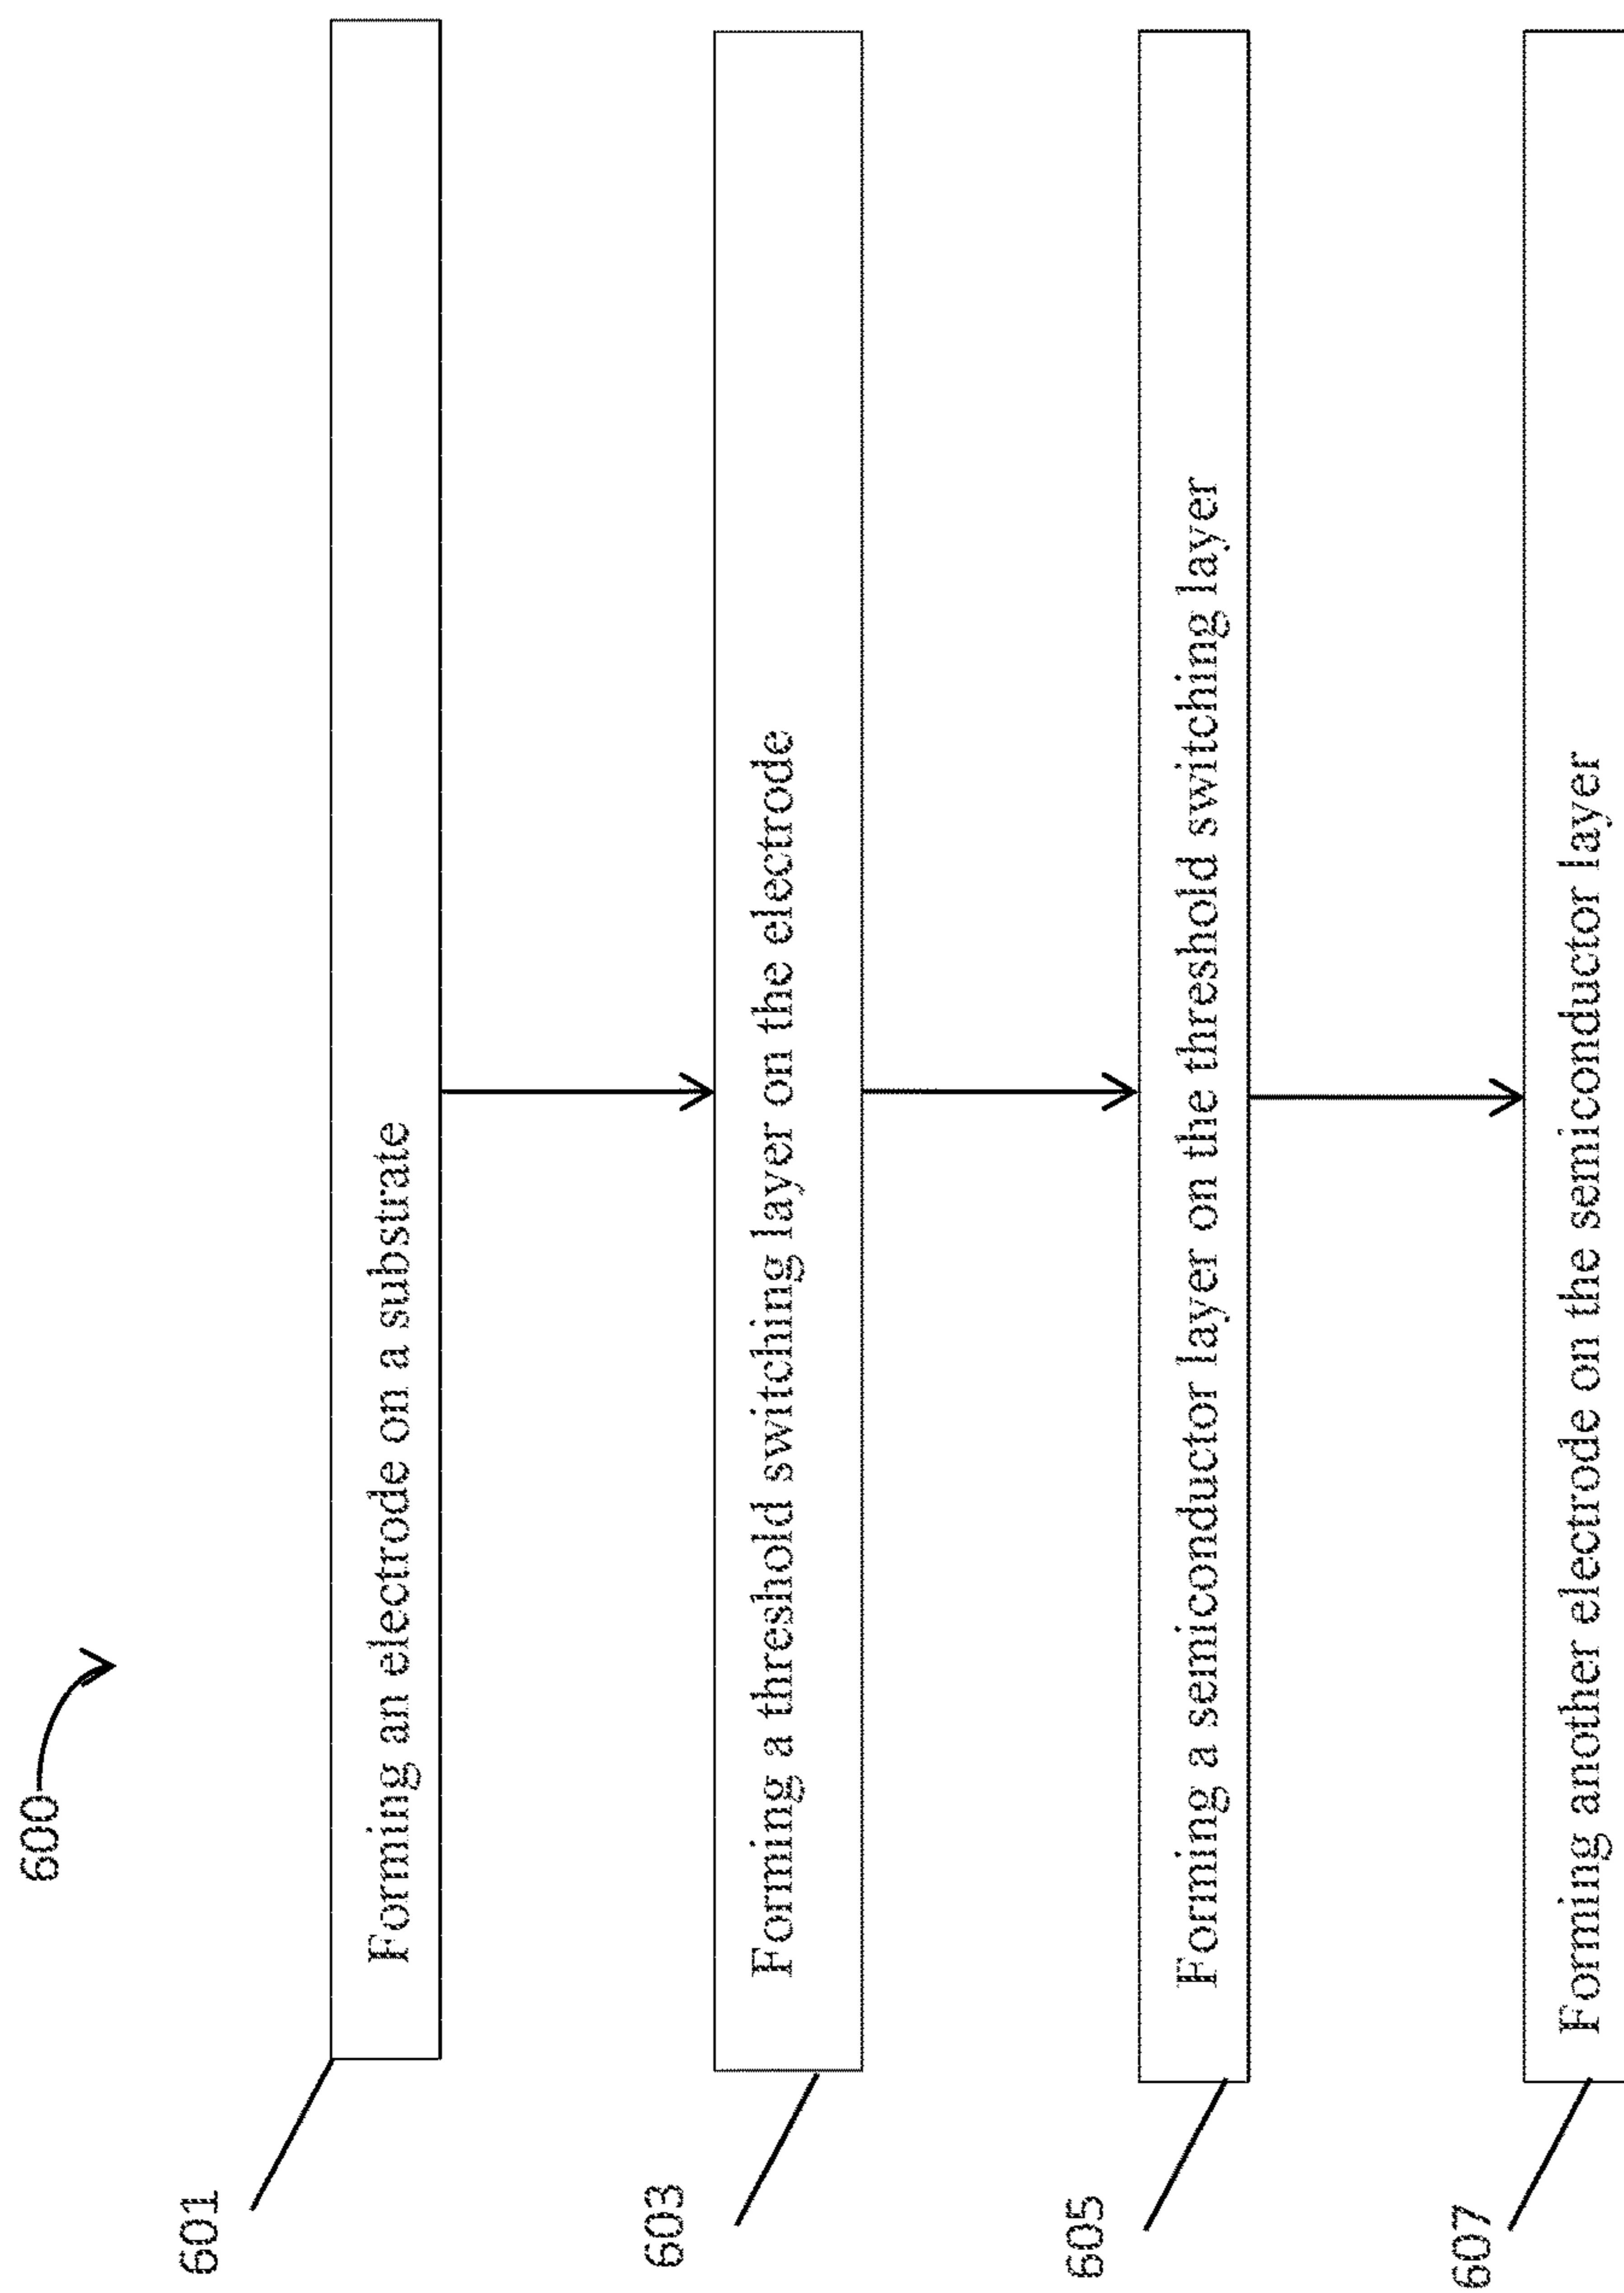 600
601
Forming an electrode on a substrate
603
Forming a threshold switching layer on the electrode
605
Forming a semiconductor layer on the threshold switching layer
607
Forming another electrode on the semiconductor layer